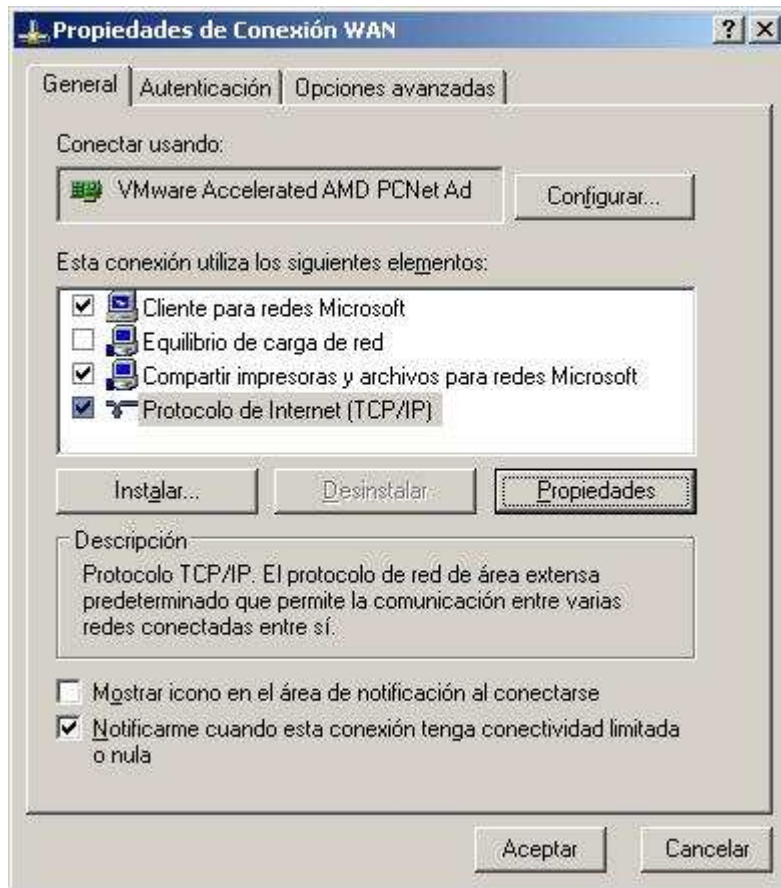 Propiedades de Conexión WAN
General
Autenticación
Opciones avanzadas
Conectar usando:
VMware Accelerated AMD PCNet Ad
Configurar...
Esta conexión utiliza los siguientes elementos:
Cliente para redes Microsoft
Equilibrio de carga de red
Compartir impresoras y archivos para redes Microsoft
Protocolo de Internet (TCP/IP)
Instalar...
Desinstalar
Propiedades
Descripción
Protocolo TCP/IP. El protocolo de red de área extensa
predeterminado que permite la comunicación entre varias
redes conectadas entre sí.
Mostrar icono en el área de notificación al conectarse
Notificarme cuando esta conexión tenga conectividad limitada
o nula
Aceptar
Cancelar